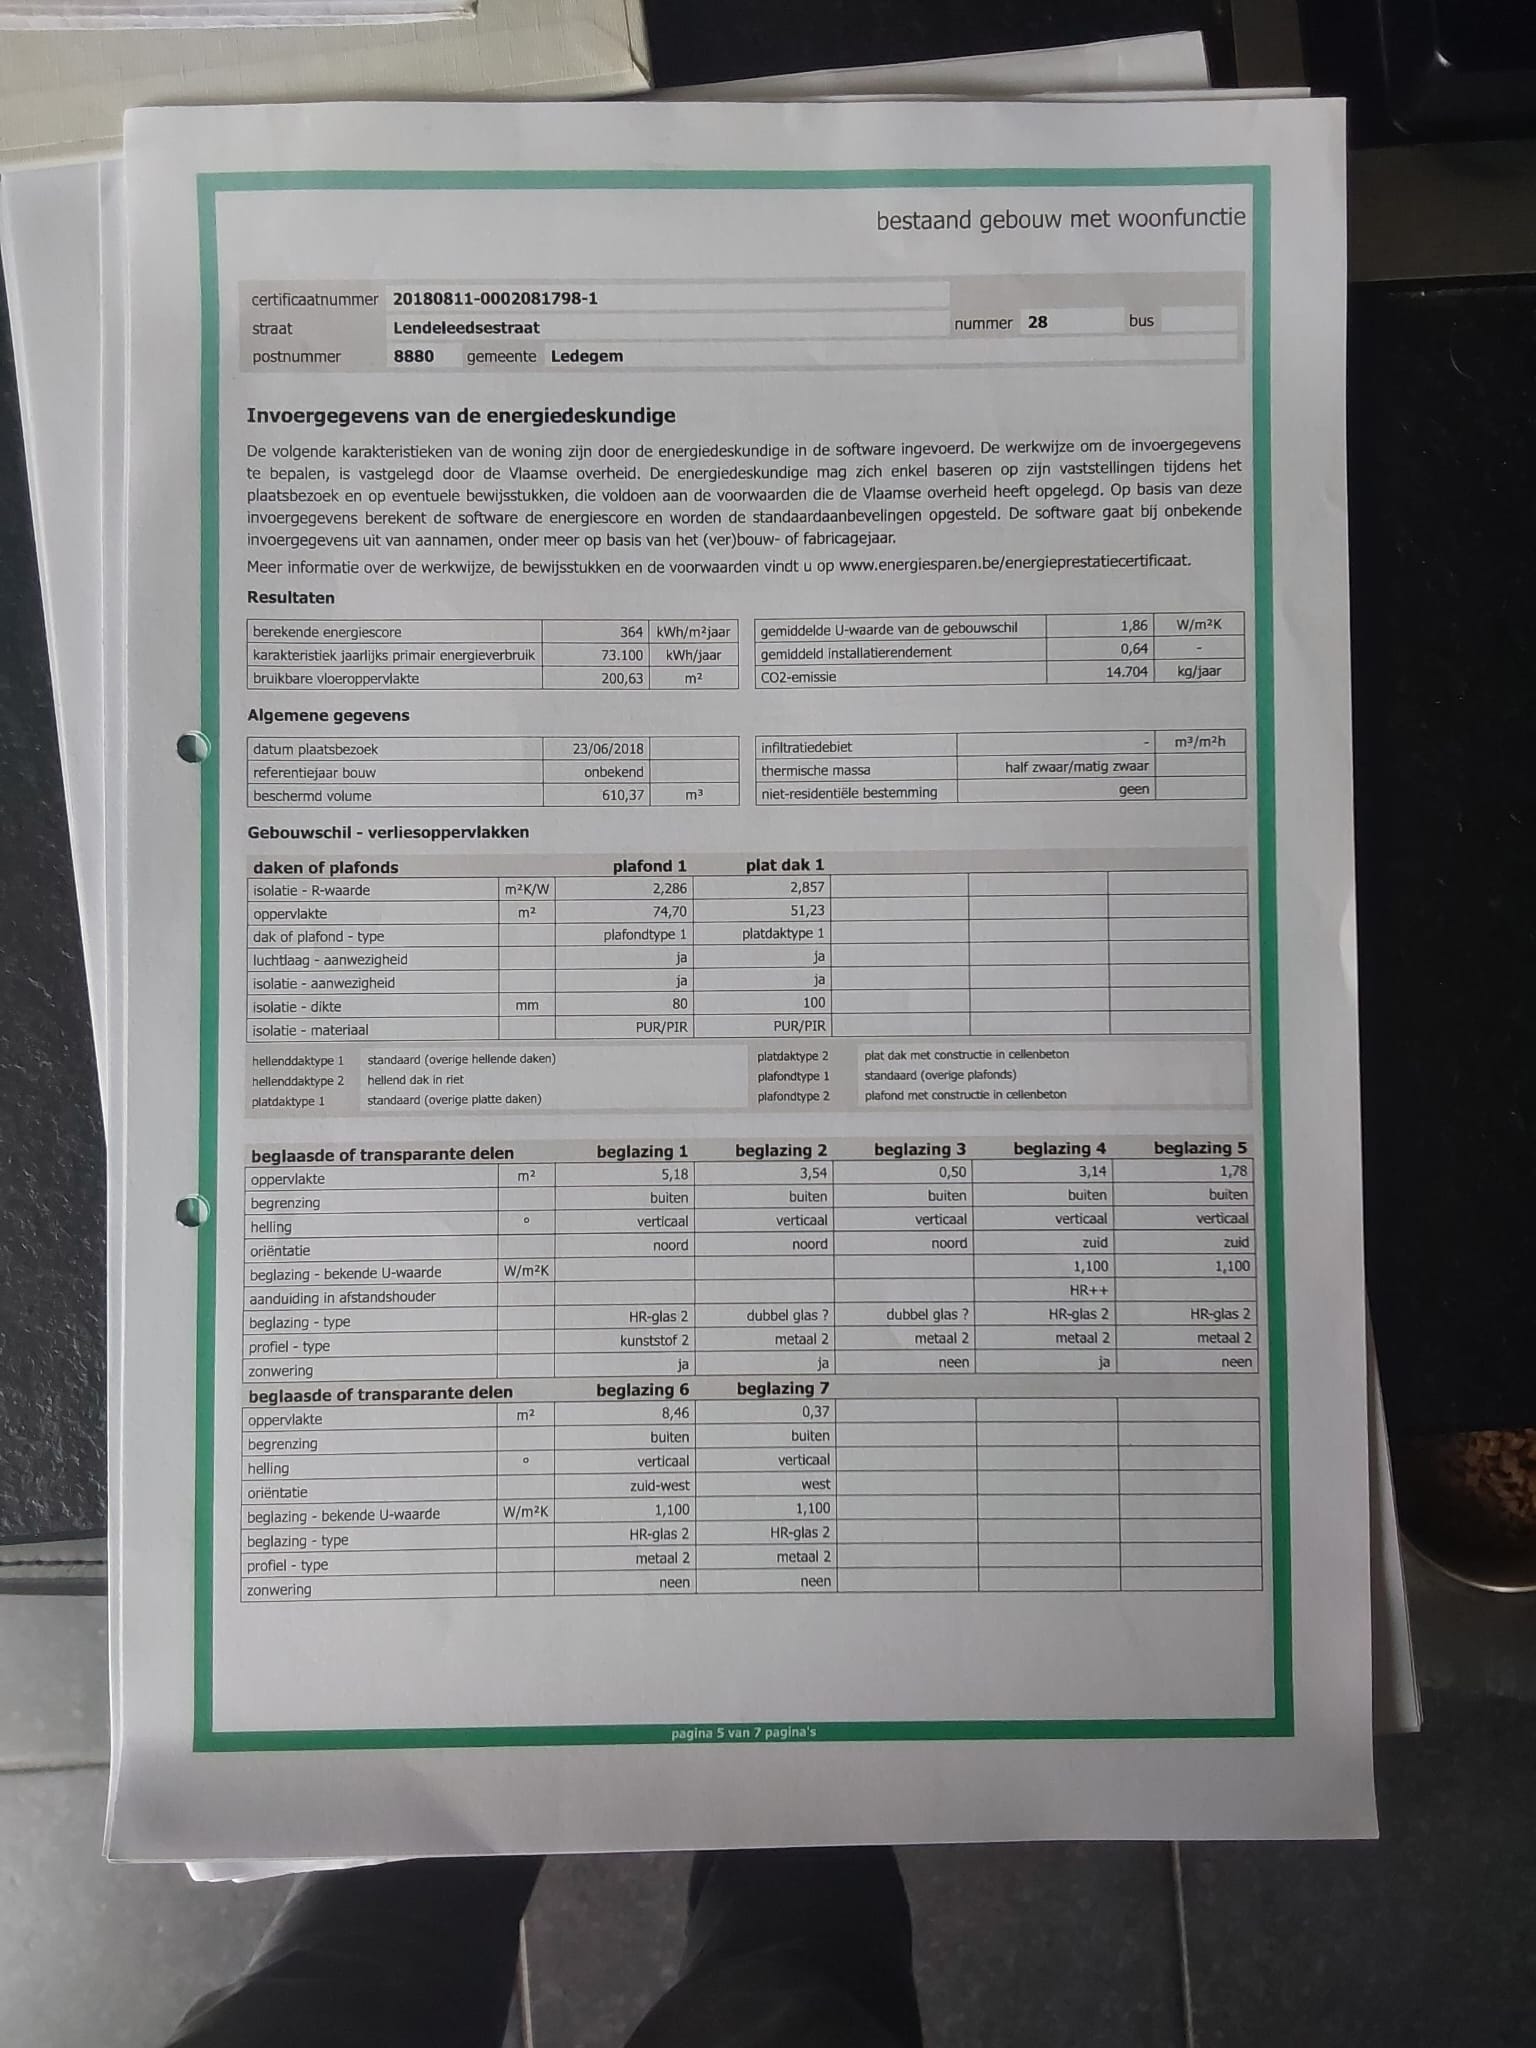 bestaand gebouw met woonfunctie
certificaatnummer 20180811-0002081798-1
straat Lendeleedsestraat nummer 28 bus
postnummer 8880 gemeente Ledegem
Invoergegevens van de energiedeskundige
De volgende karakteristieken van de woning zijn door de energiedeskundige in de software ingevoerd. De werkwijze om de invoergegevens
te bepalen, is vastgelegd door de Vlaamse overheid. De energiedeskundige mag zich enkel baseren op zijn vaststellingen tijdens het
plaatsbezoek en op eventuele bewijsstukken, die voldoen aan de voorwaarden die de Vlaamse overheid heeft opgelegd. Op basis van deze
invoergegevens berekent de software de energiescore en worden de standaardaanbevelingen opgesteld. De software gaat bij onbekende
invoergegevens uit van aannamen, onder meer op basis van het (ver)bouw- of fabricagejaar.
Meer informatie over de werkwijze, de bewijsstukken en de voorwaarden vindt u op www.energiesparen.be/energieprestatiecertificaat.
Resultaten
berekende energiescore 364 kWh/m²jaar gemiddelde U-waarde van de gebouwschil 1,86 W/m²K
karakteristiek jaarlijks primair energieverbruik 73.100 kWh/jaar gemiddeld installatierendement 0,64 -
bruikbare vloeroppervlakte 200,63 m² CO2-emissie 14.704 kg/jaar
Algemene gegevens
datum plaatsbezoek 23/06/2018 infiltratiedebiet - m³/m²h
referentiejaar bouw onbekend thermische massa half zwaar/matig zwaar
beschermd volume 610,37 m³ niet-residentiële bestemming geen
Gebouwschil - verliesoppervlakken
daken of plafonds plafond 1 plat dak 1
isolatie - R-waarde m²K/W 2,286 2,857
oppervlakte m² 74,70 51,23
dak of plafond - type plafondtype 1 platdaktype 1
luchtlaag - aanwezigheid ja ja
isolatie - aanwezigheid ja ja
isolatie - dikte mm 80 100
isolatie - materiaal PUR/PIR PUR/PIR
hellenddaktype 1 standaard (overige hellende daken) platdaktype 2 plat dak met constructie in cellenbeton
hellenddaktype 2 hellend dak in riet plafondtype 1 standaard (overige plafonds)
platdaktype 1 standaard (overige platte daken) plafondtype 2 plafond met constructie in cellenbeton
beglaasde of transparante delen beglazing 1 beglazing 2 beglazing 3 beglazing 4 beglazing 5
oppervlakte m² 5,18 3,54 0,50 3,14 1,78
begrenzing buiten buiten buiten buiten buiten
helling ° verticaal verticaal verticaal verticaal verticaal
oriëntatie noord noord noord zuid zuid
beglazing - bekende U-waarde W/m²K 1,100 1,100
aanduiding in afstandshouder HR++
beglazing - type HR-glas 2 dubbel glas ? dubbel glas ? HR-glas 2 HR-glas 2
profiel - type kunststof 2 metaal 2 metaal 2 metaal 2 metaal 2
zonwering ja ja neen ja neen
beglaasde of transparante delen beglazing 6 beglazing 7
oppervlakte m² 8,46 0,37
begrenzing buiten buiten
helling ° verticaal verticaal
oriëntatie zuid-west west
beglazing - bekende U-waarde W/m²K 1,100 1,100
beglazing - type HR-glas 2 HR-glas 2
profiel - type metaal 2 metaal 2
zonwering neen neen
pagina 5 van 7 pagina's